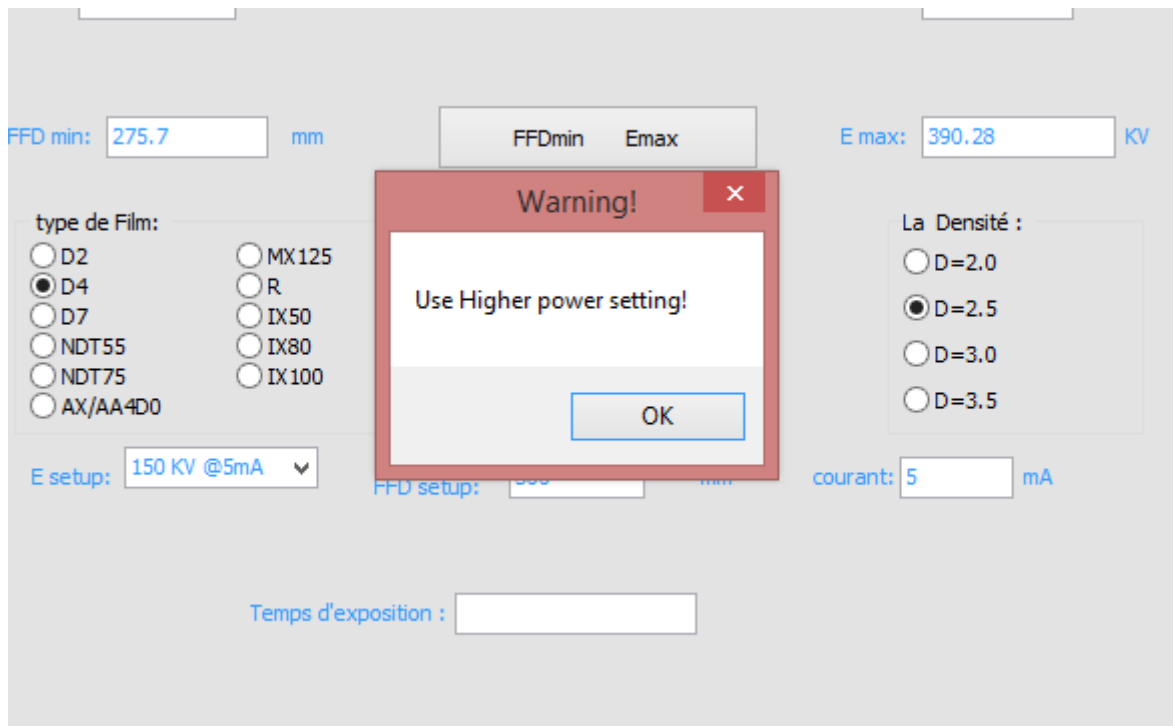 FFD min: 275.7 mm
FFDmin Emax
E max: 390.28 KV
Warning!
Use Higher power setting!
OK
type de Film:
D2
D4
D7
NDT55
NDT75
AX/AA4D0
MX125
R
IX50
IX80
IX100
La Densité :
D=2.0
D=2.5
D=3.0
D=3.5
E setup: 150 KV @5mA
FFD setup:
mm
courant: 5 mA
Temps d'exposition :